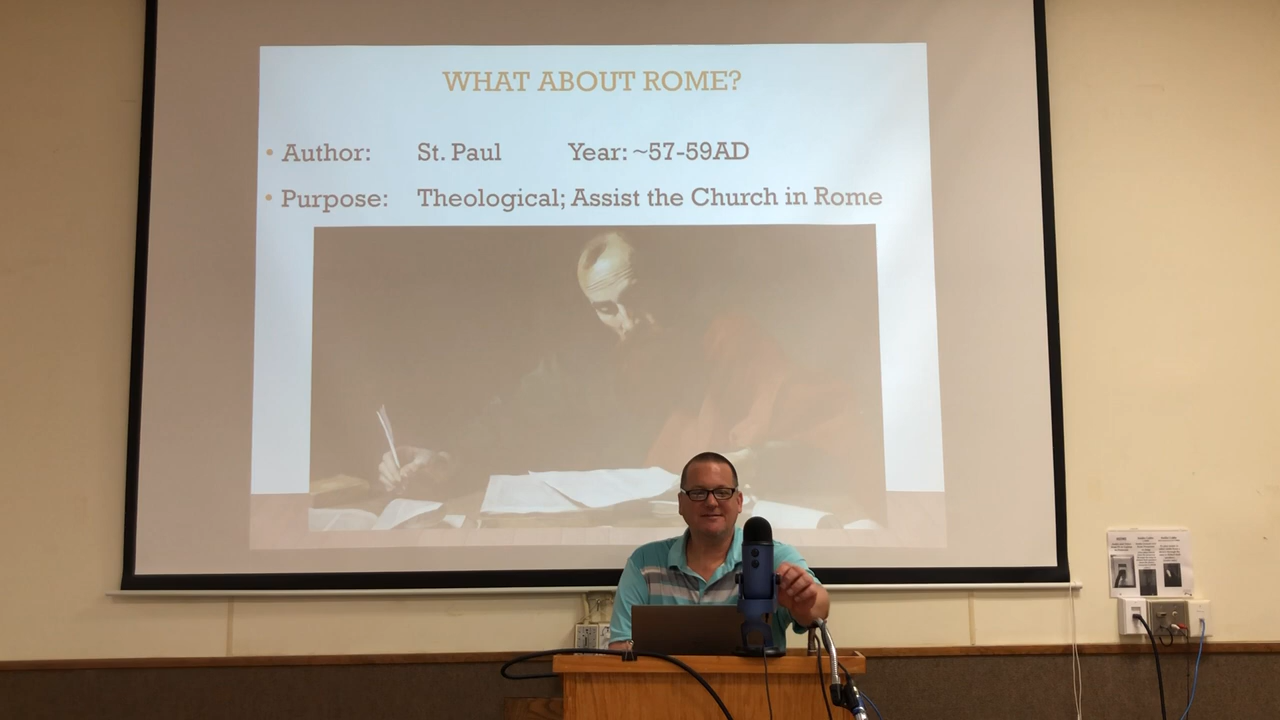 WHAT ABOUT ROME?
• Author: St. Paul Year: ~57-59AD
• Purpose: Theological; Assist the Church in Rome